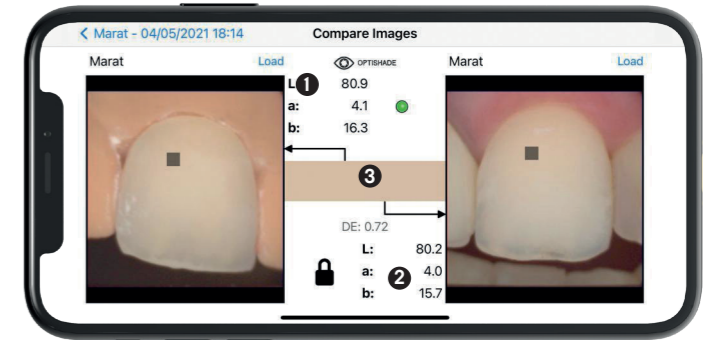 Marat - 04/05/2021 18:14
Compare Images
Marat
Load
OPTISHADE
L: 80.9
a: 4.1
b: 16.3
1
3
DE: 0.72
L: 80.2
a: 4.0
b: 15.7
2
Marat
Load